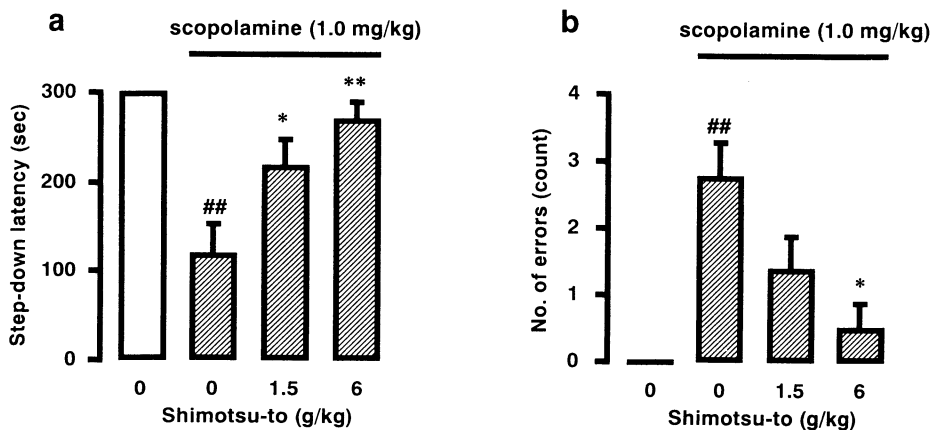 a
scopolamine (1.0 mg/kg)
Step-down latency (sec)
300
200
100
0
##
*
**
0 0 1.5 6
Shimotsu-to (g/kg)
b
scopolamine (1.0 mg/kg)
No. of errors (count)
4
3
2
1
0
##
*
0 0 1.5 6
Shimotsu-to (g/kg)